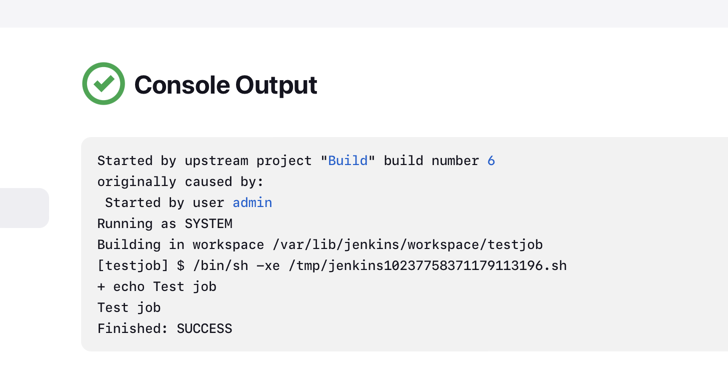 Console Output
Started by upstream project "Build" build number 6
originally caused by:
 Started by user admin
Running as SYSTEM
Building in workspace /var/lib/jenkins/workspace/testjob
[testjob] $ /bin/sh -xe /tmp/jenkins10237758371179113196.sh
+ echo Test job
Test job
Finished: SUCCESS